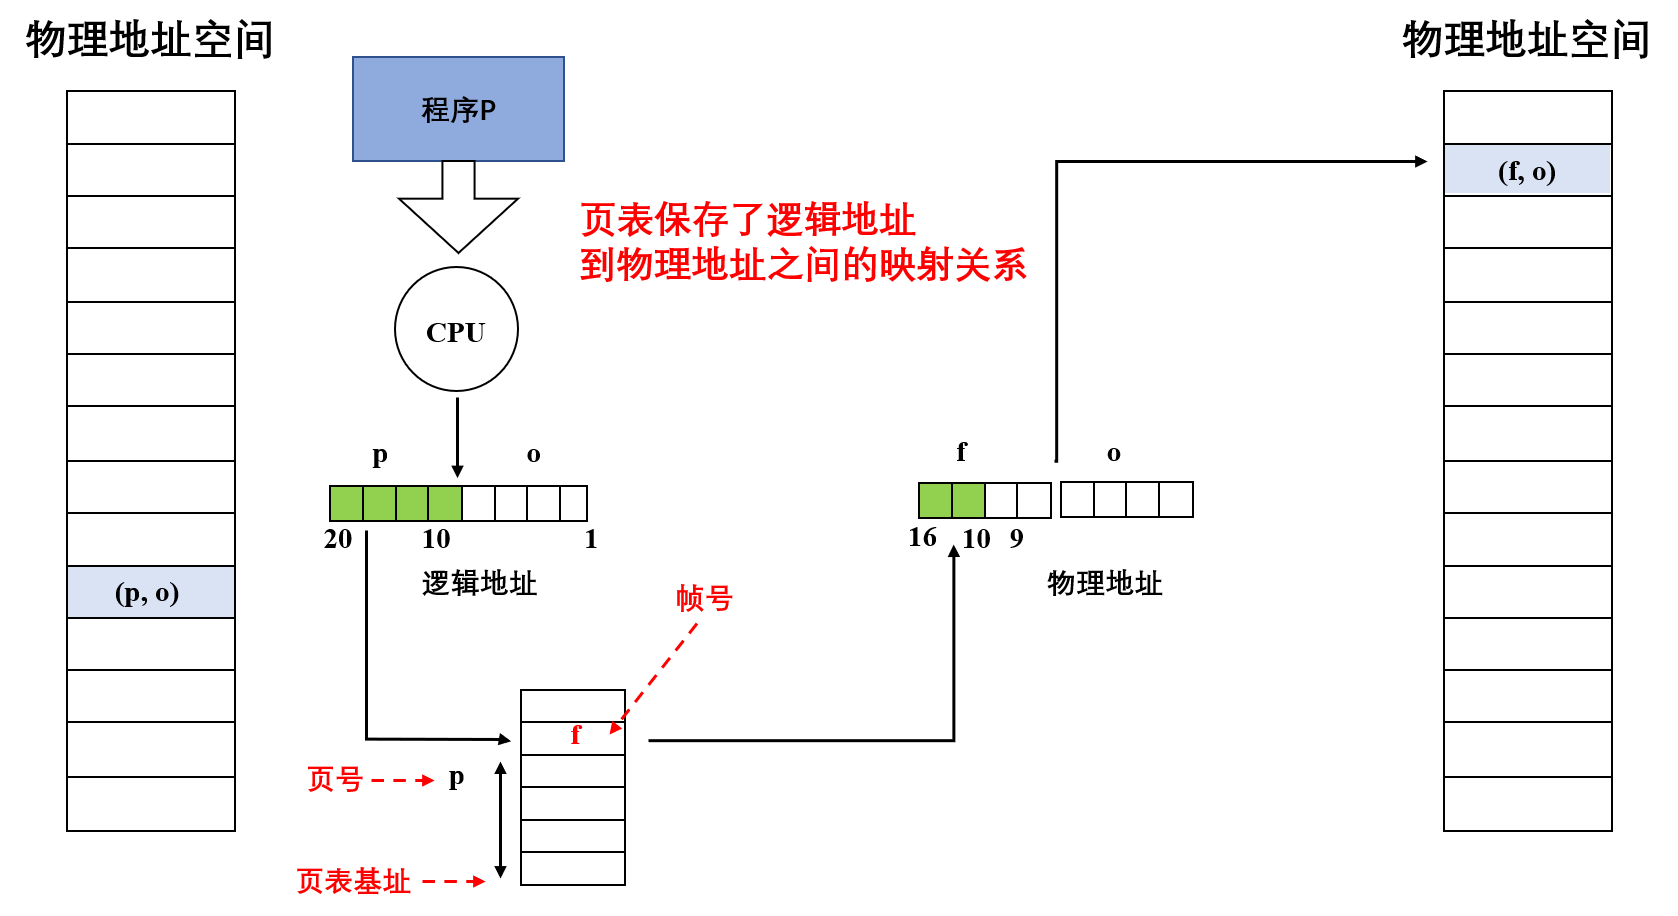 物理地址空间
物理地址空间
程序P
(f, o)
页表保存了逻辑地址
到物理地址之间的映射关系
CPU
p
o
f
o
20
10
1
16
10
9
逻辑地址
物理地址
(p, o)
帧号
f
页号
p
页表基址